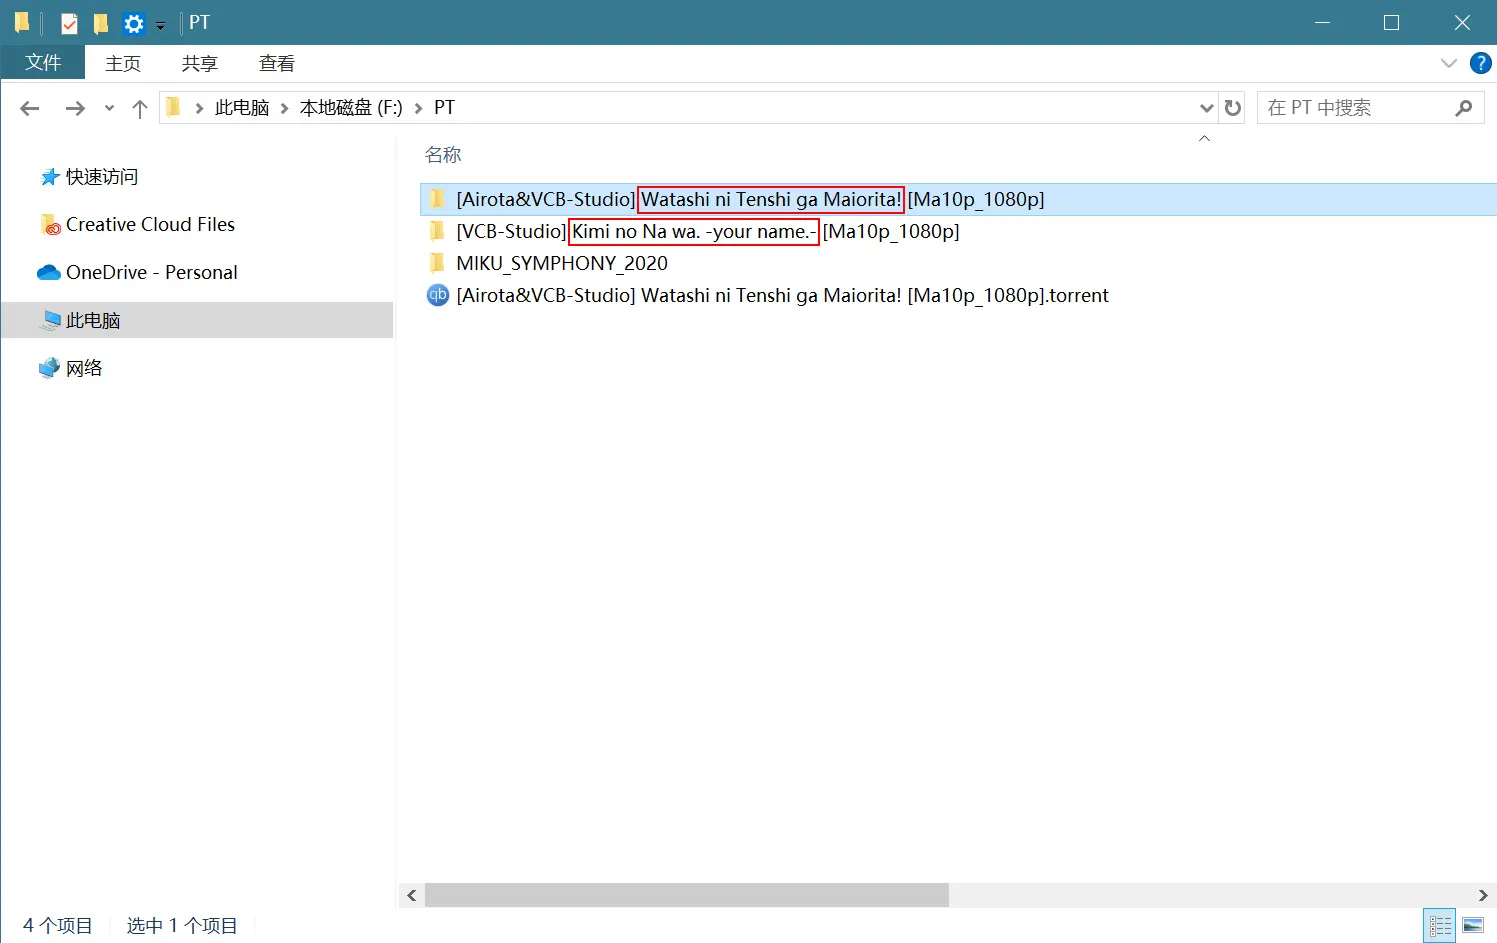 PT
文件 主页 共享 查看
此电脑 本地磁盘 (F:) PT
在 PT 中搜索
名称
快速访问
Creative Cloud Files
OneDrive - Personal
此电脑
网络
[Airota&VCB-Studio] Watashi ni Tenshi ga Maiorita! [Ma10p_1080p]
[VCB-Studio] Kimi no Na wa. -your name.- [Ma10p_1080p]
MIKU_SYMPHONY_2020
qb [Airota&VCB-Studio] Watashi ni Tenshi ga Maiorita! [Ma10p_1080p].torrent
4 个项目 选中 1 个项目